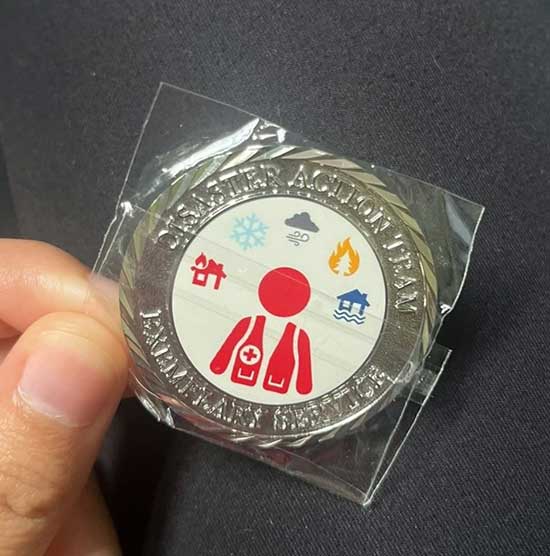 DISASTER ACTION TEAM
EXEMPLARY SERVICE